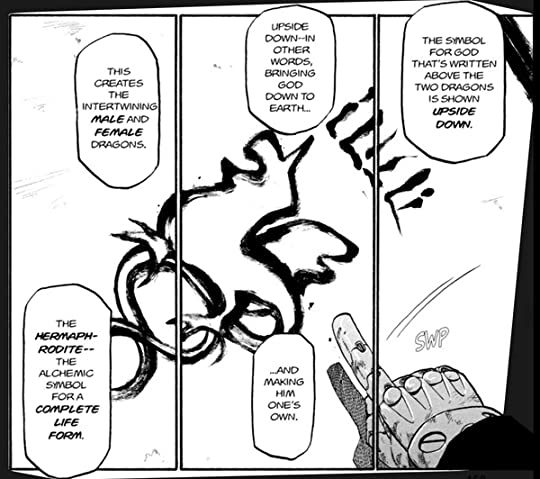 THE SYMBOL
FOR GOD
THAT'S WRITTEN
ABOVE THE
TWO DRAGONS
IS SHOWN
UPSIDE
DOWN.
SWP
UPSIDE
DOWN--IN
OTHER
WORDS,
BRINGING
GOD
DOWN TO
EARTH...
...AND
MAKING
HIM
ONE'S
OWN.
THIS
CREATES
THE
INTERTWINING
MALE AND
FEMALE
DRAGONS.
THE
HERMAPH-
RODITE--
THE
ALCHEMIC
SYMBOL
FOR A
COMPLETE
LIFE
FORM.